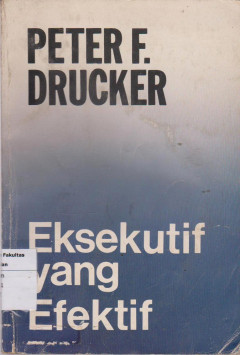 PETER F.
DRUCKER
Fakultas
Eksekutif
yang
Efektif